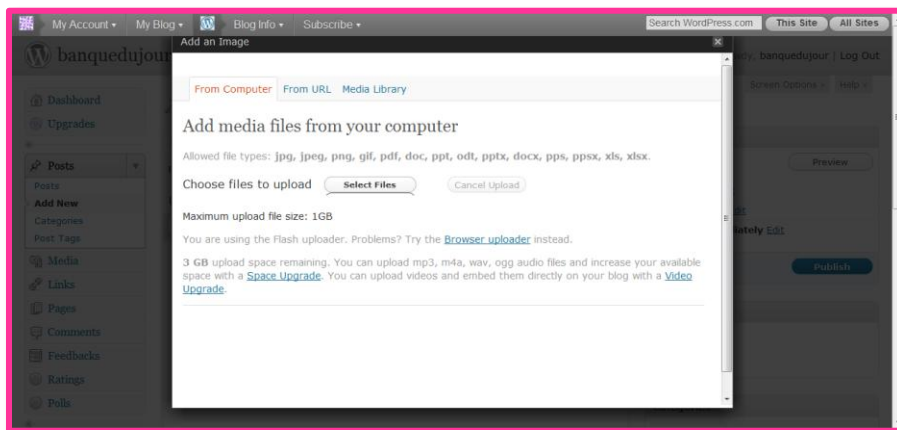 My Account My Blog Blog Info Subscribe Search WordPress.com This Site All Sites
banquedujour
banquedujour | Log Out
Add an Image
Screen Options Help
From Computer From URL Media Library
Dashboard
Upgrades
Add media files from your computer
Allowed file types: jpg, jpeg, png, gif, pdf, doc, ppt, odt, pptx, docx, pps, ppsx, xls, xlsx.
Posts
Preview
Choose files to upload Select Files Cancel Upload
Posts
Add New
Maximum upload file size: 1GB
Categories
Edit
You are using the Flash uploader. Problems? Try the Browser uploader instead.
Post Tags
3 GB upload space remaining. You can upload mp3, m4a, wav, ogg audio files and increase your available
space with a Space Upgrade. You can upload videos and embed them directly on your blog with a Video
Upgrade.
Media
Publish
Links
Pages
Comments
Feedbacks
Ratings
Polls